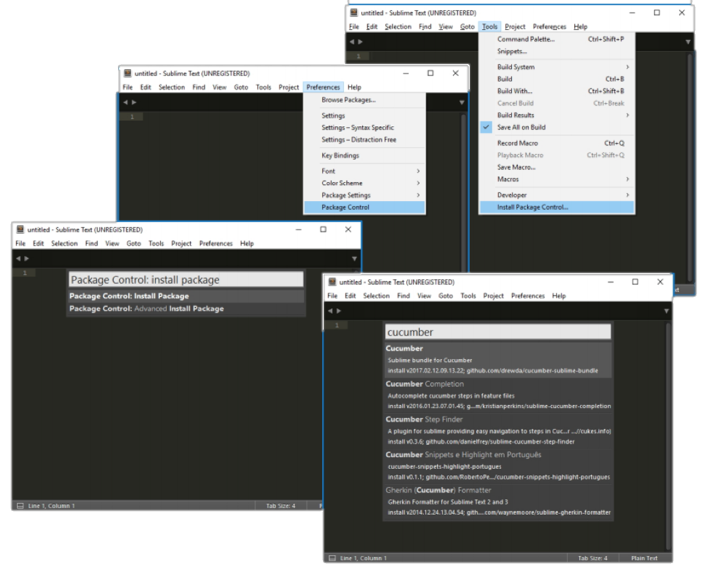 untitled - Sublime Text (UNREGISTERED)
File Edit Selection Find View Goto Tools Project Preferences Help
1
Command Palette... Ctrl+Shift+P
Snippets...
Build System
Build Ctrl+B
Build With... Ctrl+Shift+B
Cancel Build Ctrl+Break
Build Results
Save All on Build
Record Macro Ctrl+Q
Playback Macro Ctrl+Shift+Q
Save Macro...
Macros
Developer
Install Package Control...
untitled - Sublime Text (UNREGISTERED)
File Edit Selection Find View Goto Tools Project Preferences Help
1
Browse Packages...
Settings
Settings – Syntax Specific
Settings – Distraction Free
Key Bindings
Font
Color Scheme
Package Settings
Package Control
untitled - Sublime Text (UNREGISTERED)
File Edit Selection Find View Goto Tools Project Preferences Help
1
Package Control: install package
Package Control: Install Package
Package Control: Advanced Install Package
Line 1, Column 1 Tab Size: 4
untitled - Sublime Text (UNREGISTERED)
File Edit Selection Find View Goto Tools Project Preferences Help
1
cucumber
Cucumber
Sublime bundle for Cucumber
install v2017.02.12.09.13.22; github.com/drewda/cucumber-sublime-bundle
Cucumber Completion
Autocomplete cucumber steps in feature files
install v2016.01.23.07.01.45; g...m/kristianperkins/sublime-cucumber-completion
Cucumber Step Finder
A plugin for sublime providing easy navigation to steps in Cuc...r ...//cukes.info)
install v0.3.6; github.com/danielfrey/sublime-cucumber-step-finder
Cucumber Snippets e Highlight em Português
cucumber-snippets-highlight-portugues
install v0.1.1; github.com/RobertoPe.../cucumber-snippets-highlight-portugues
Gherkin (Cucumber) Formatter
Gherkin Formatter for Sublime Text 2 and 3
install v2014.12.24.13.04.54; gith....com/waynemoore/sublime-gherkin-formatter
Line 1, Column 1 Tab Size: 4 Plain Text